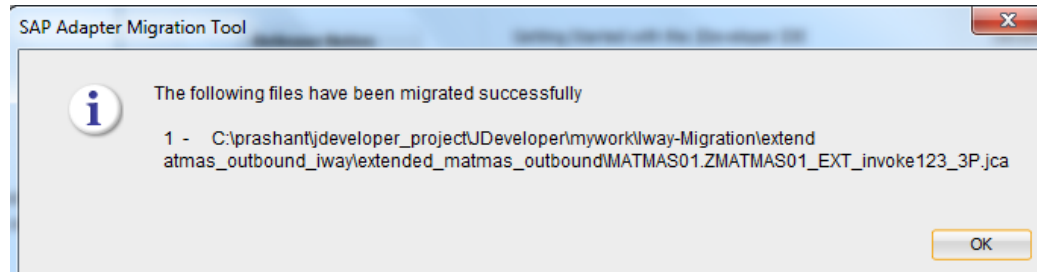 SAP Adapter Migration Tool
The following files have been migrated successfully
1 - C:\prashant\jdeveloper_project\JDeveloper\mywork\Iway-Migration\extend
atmas_outbound_iway\extended_matmas_outbound\MATMAS01.ZMATMAS01_EXT_invoke123_3P.jca
OK